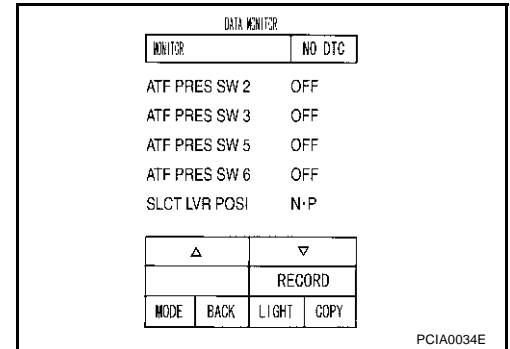 DATA MONITOR
MONITOR NO DTC
ATF PRES SW 2 OFF
ATF PRES SW 3 OFF
ATF PRES SW 5 OFF
ATF PRES SW 6 OFF
SLCT LVR POSI N·P
△ ▽
RECORD
MODE BACK LIGHT COPY
PCIA0034E